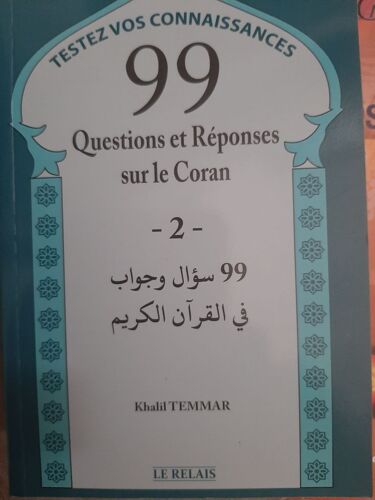 TESTEZ VOS CONNAISSANCES
99
Questions et Réponses
sur le Coran
- 2 -
99 سؤال وجواب
في القرآن الكريم
Khalil TEMMAR
LE RELAIS